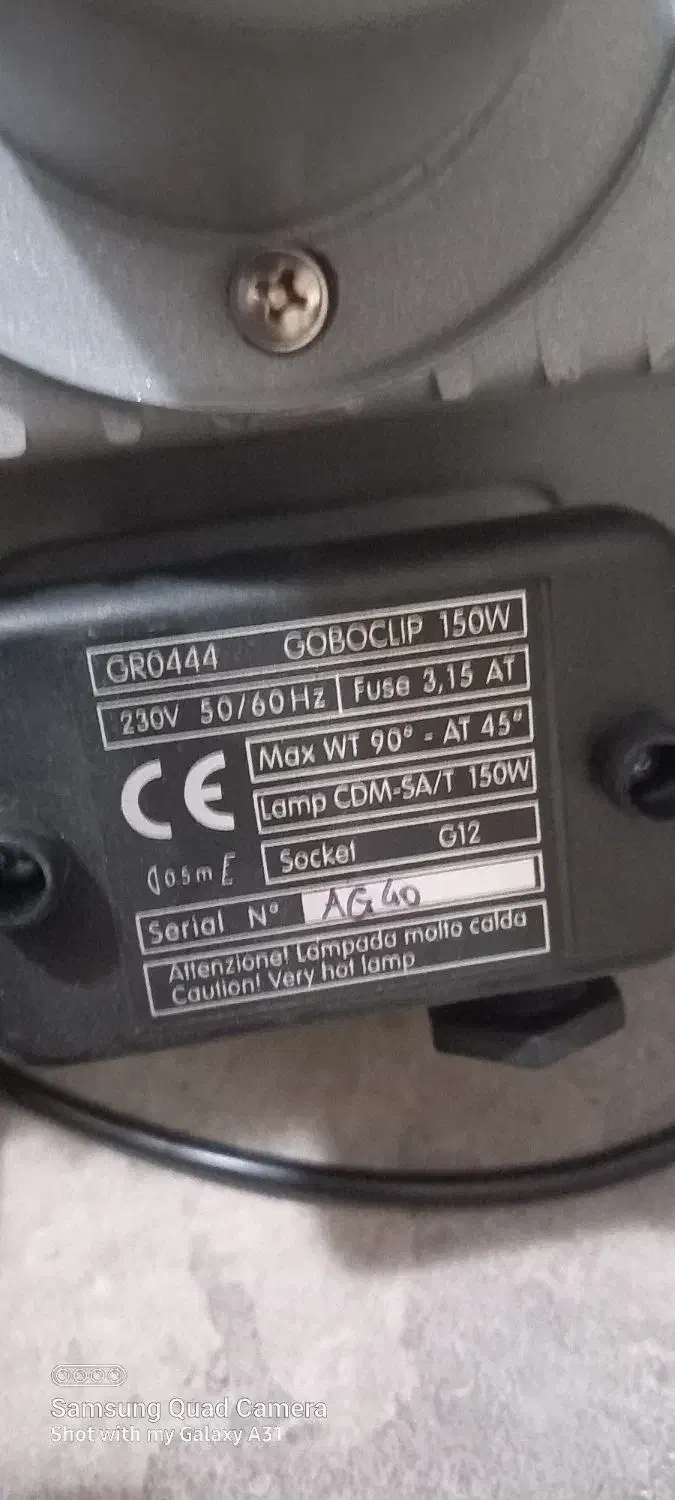 GR0444 GOBOCLIP 150W
230V 50/60Hz Fuse 3,15 AT
Max WT 90° - AT 45°
CE
Lamp CDM-SA/T 150W
0.5m
Socket G12
Serial N° AG40
Attenzione! Lampada molto calda
Caution! Very hot lamp
Samsung Quad Camera
Shot with my Galaxy A31